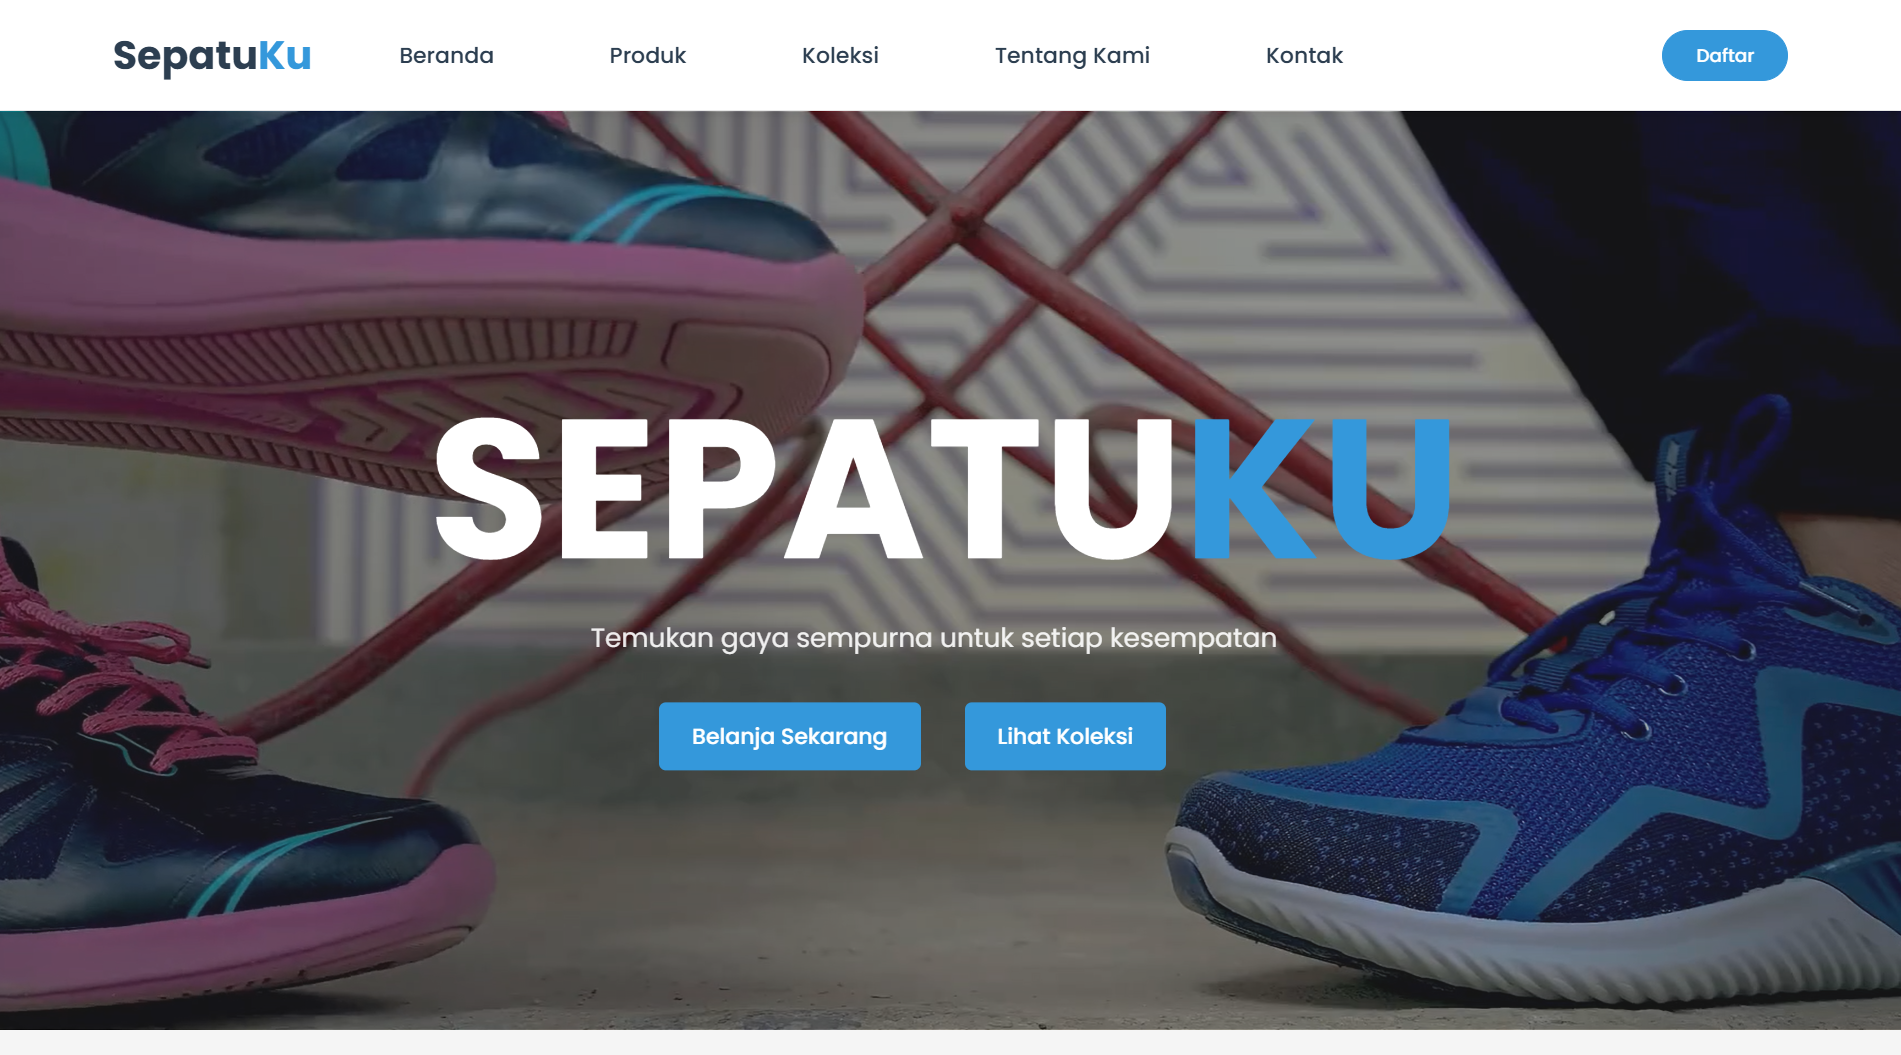 SepatuKu
Beranda
Produk
Koleksi
Tentang Kami
Kontak
Daftar
SEPATUKU
Temukan gaya sempurna untuk setiap kesempatan
Belanja Sekarang
Lihat Koleksi